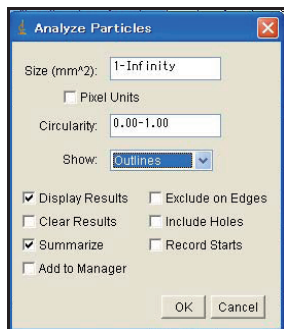 Analyze Particles
Size (mm^2): 1-Infinity
Pixel Units
Circularity: 0.00-1.00
Show: Outlines
Display Results Exclude on Edges
Clear Results Include Holes
Summarize Record Starts
Add to Manager
OK Cancel